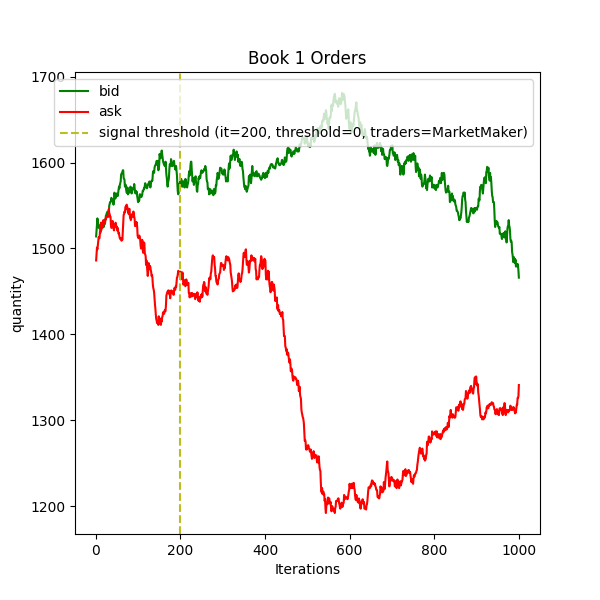 Book 1 Orders
bid
ask
signal threshold (it=200, threshold=0, traders=MarketMaker)
1700
1600
1500
1400
1300
1200
quantity
0 200 400 600 800 1000
Iterations